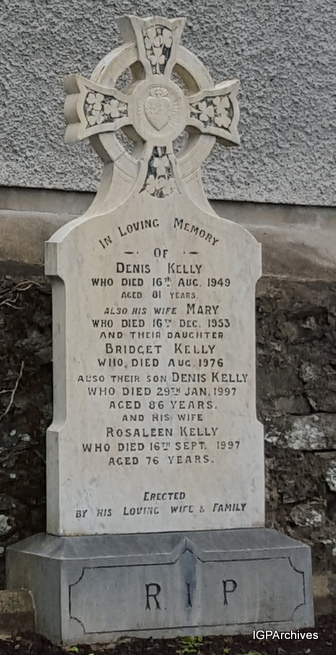 IN LOVING MEMORY
OF
DENIS KELLY
WHO DIED 16TH AUG. 1949
AGED 81 YEARS.
ALSO HIS WIFE MARY
WHO DIED 16TH DEC. 1953
AND THEIR DAUGHTER
BRIDGET KELLY
WHO DIED AUG. 1976
ALSO THEIR SON DENIS KELLY
WHO DIED 29TH JAN. 1997
AGED 86 YEARS.
AND HIS WIFE
ROSALEEN KELLY
WHO DIED 16TH SEPT. 1997
AGED 76 YEARS.
ERECTED
BY HIS LOVING WIFE & FAMILY
R I P
IGPArchives